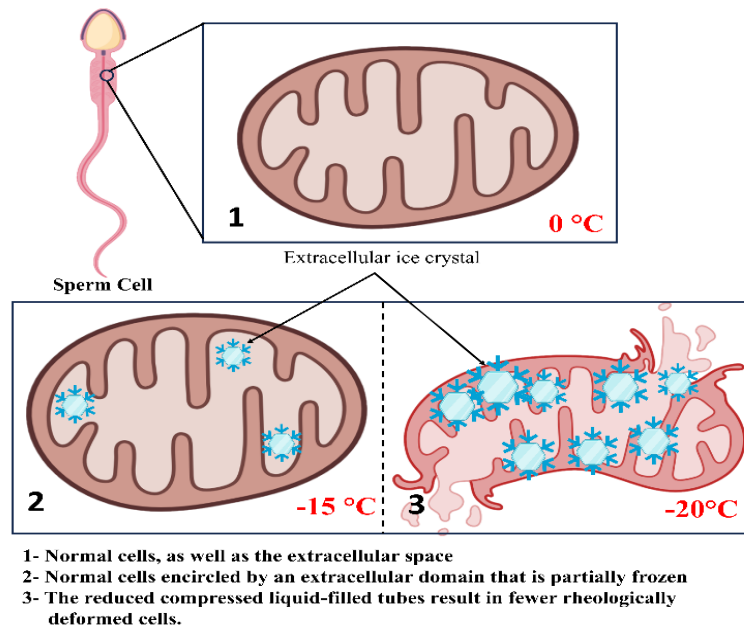 1
0 °C
Extracellular ice crystal
Sperm Cell
2
-15 °C
3
-20°C
1- Normal cells, as well as the extracellular space
2- Normal cells encircled by an extracellular domain that is partially frozen
3- The reduced compressed liquid-filled tubes result in fewer rheologically
deformed cells.